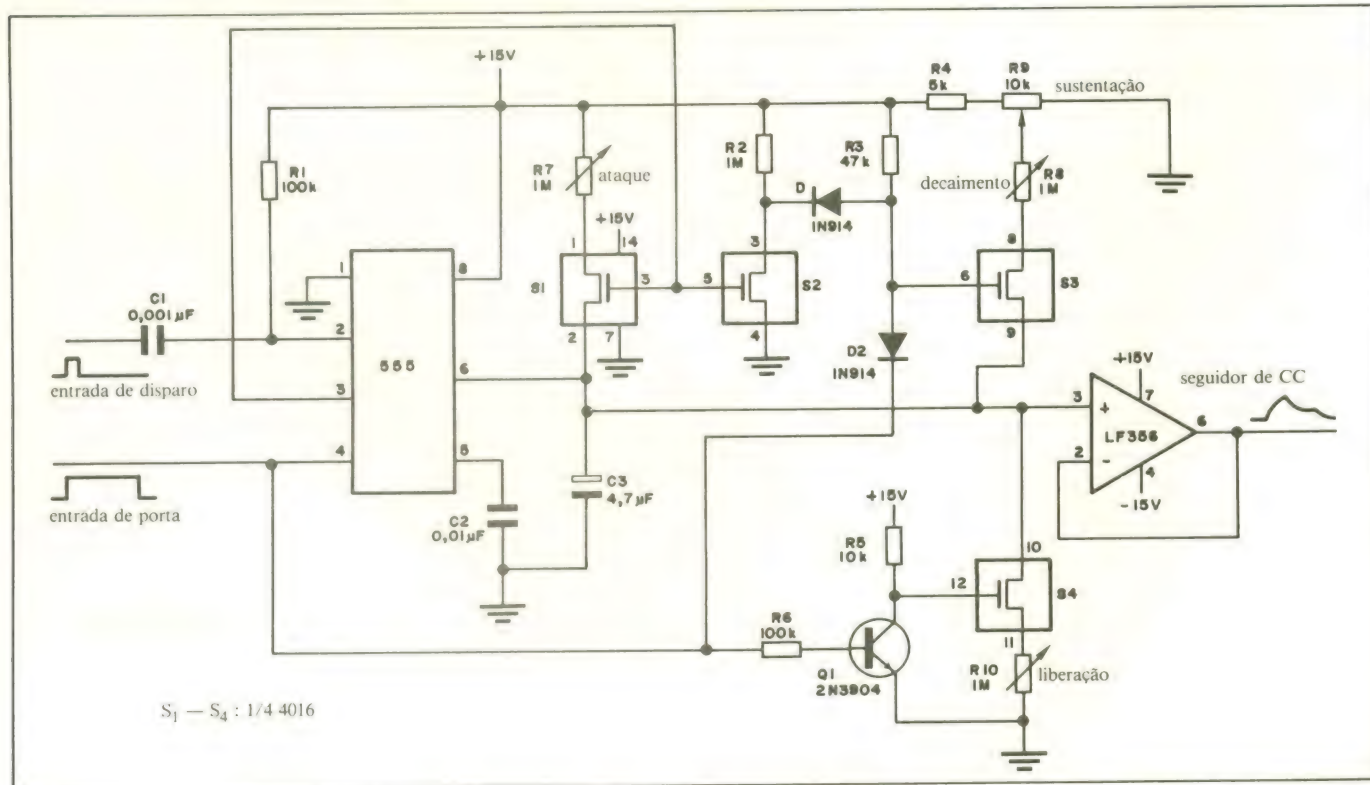 +15V
R4
5k
R9
10k
sustentação
R1
100k
R7
1M
ataque
R2
1M
R3
47k
decaimento
R8
1M
D
1N914
+15V
1
14
S1
3
2
7
5
3
S2
4
6
8
S3
9
C1
0,001µF
entrada de disparo
1
2
3
4
555
8
6
5
entrada de porta
D2
1N914
+15V
3
+
7
LF356
6
2
-
4
-15V
seguidor de CC
C3
4,7µF
C2
0,01µF
+15V
R5
10k
12
10
S4
11
R6
100k
Q1
2N3904
R10
1M
liberação
S₁ — S₄ : 1/4 4016